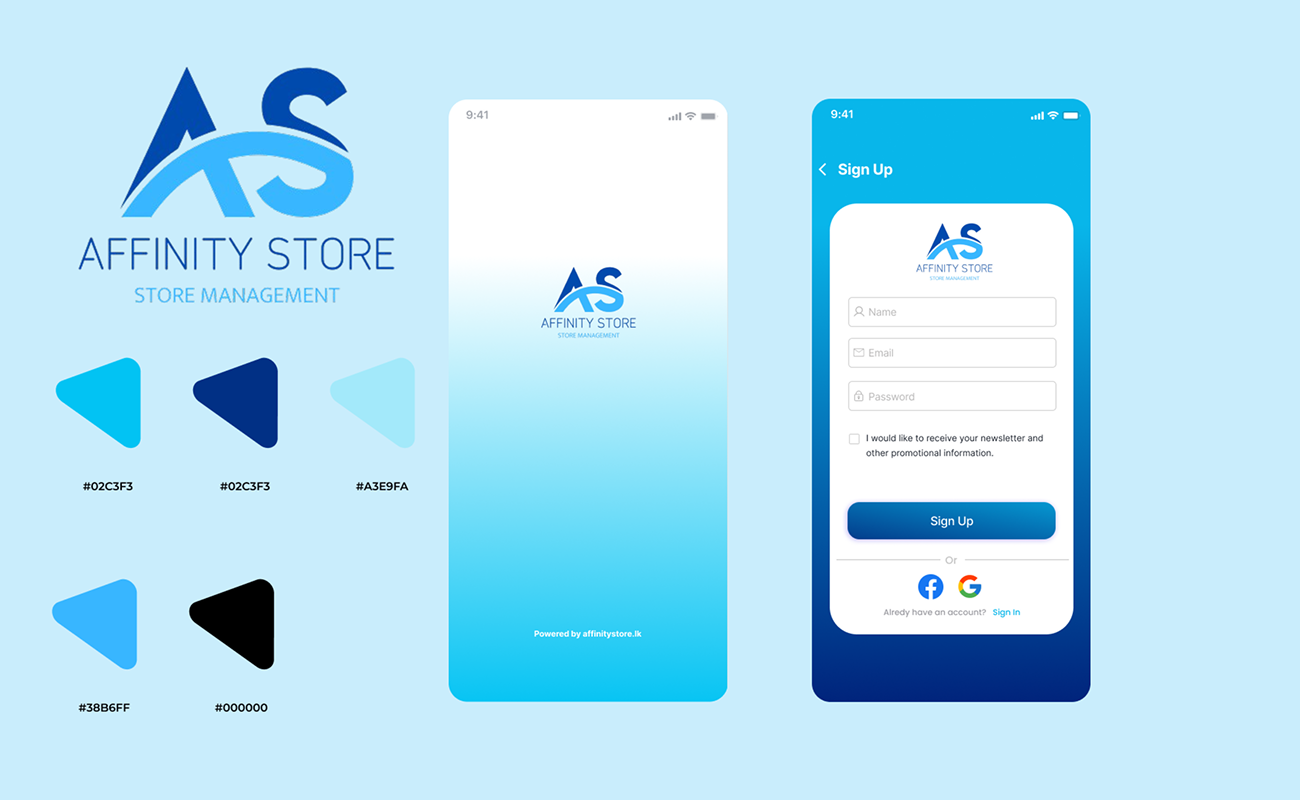 AS
AFFINITY STORE
STORE MANAGEMENT
#02C3F3
#02C3F3
#A3E9FA
#38B6FF
#000000
9:41
AS
AFFINITY STORE
STORE MANAGEMENT
Powered by affinitystore.lk
9:41
Sign Up
AS
AFFINITY STORE
STORE MANAGEMENT
Name
Email
Password
I would like to receive your newsletter and
other promotional information.
Sign Up
Or
Alredy have an account? Sign In